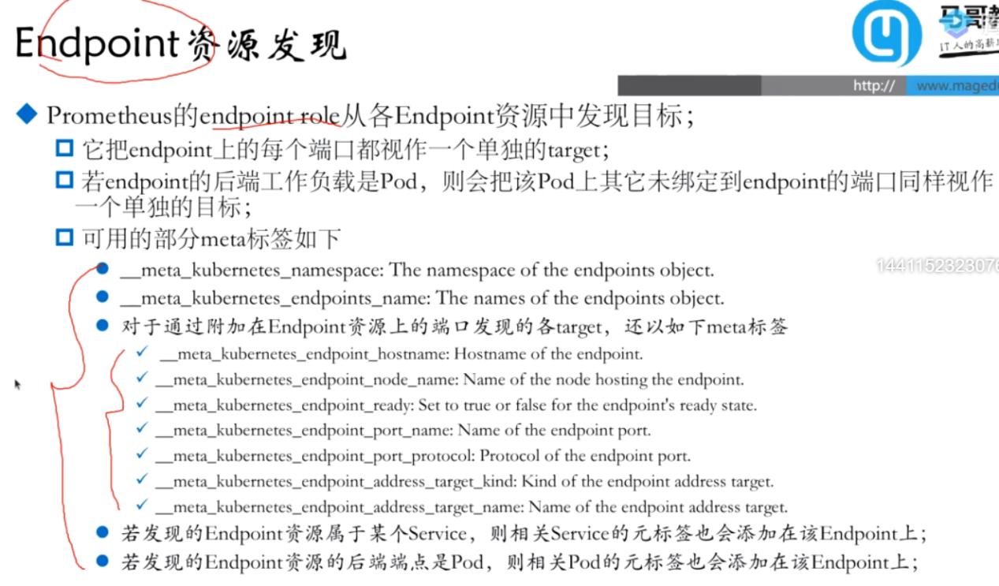 Endpoint资源发现
马哥教
IT人的高薪
http:// www.maged
Prometheus的endpoint role从各Endpoint资源中发现目标；
它把endpoint上的每个端口都视作一个单独的target；
若endpoint的后端工作负载是Pod，则会把该Pod上其它未绑定到endpoint的端口同样视作
一个单独的目标；
可用的部分meta标签如下
__meta_kubernetes_namespace: The namespace of the endpoints object.
1441152323076
__meta_kubernetes_endpoints_name: The names of the endpoints object.
对于通过附加在Endpoint资源上的端口发现的各target，还以如下meta标签
__meta_kubernetes_endpoint_hostname: Hostname of the endpoint.
__meta_kubernetes_endpoint_node_name: Name of the node hosting the endpoint.
__meta_kubernetes_endpoint_ready: Set to true or false for the endpoint's ready state.
__meta_kubernetes_endpoint_port_name: Name of the endpoint port.
__meta_kubernetes_endpoint_port_protocol: Protocol of the endpoint port.
__meta_kubernetes_endpoint_address_target_kind: Kind of the endpoint address target.
__meta_kubernetes_endpoint_address_target_name: Name of the endpoint address target.
若发现的Endpoint资源属于某个Service，则相关Service的元标签也会添加在该Endpoint上；
若发现的Endpoint资源的后端端点是Pod，则相关Pod的元标签也会添加在该Endpoint上；